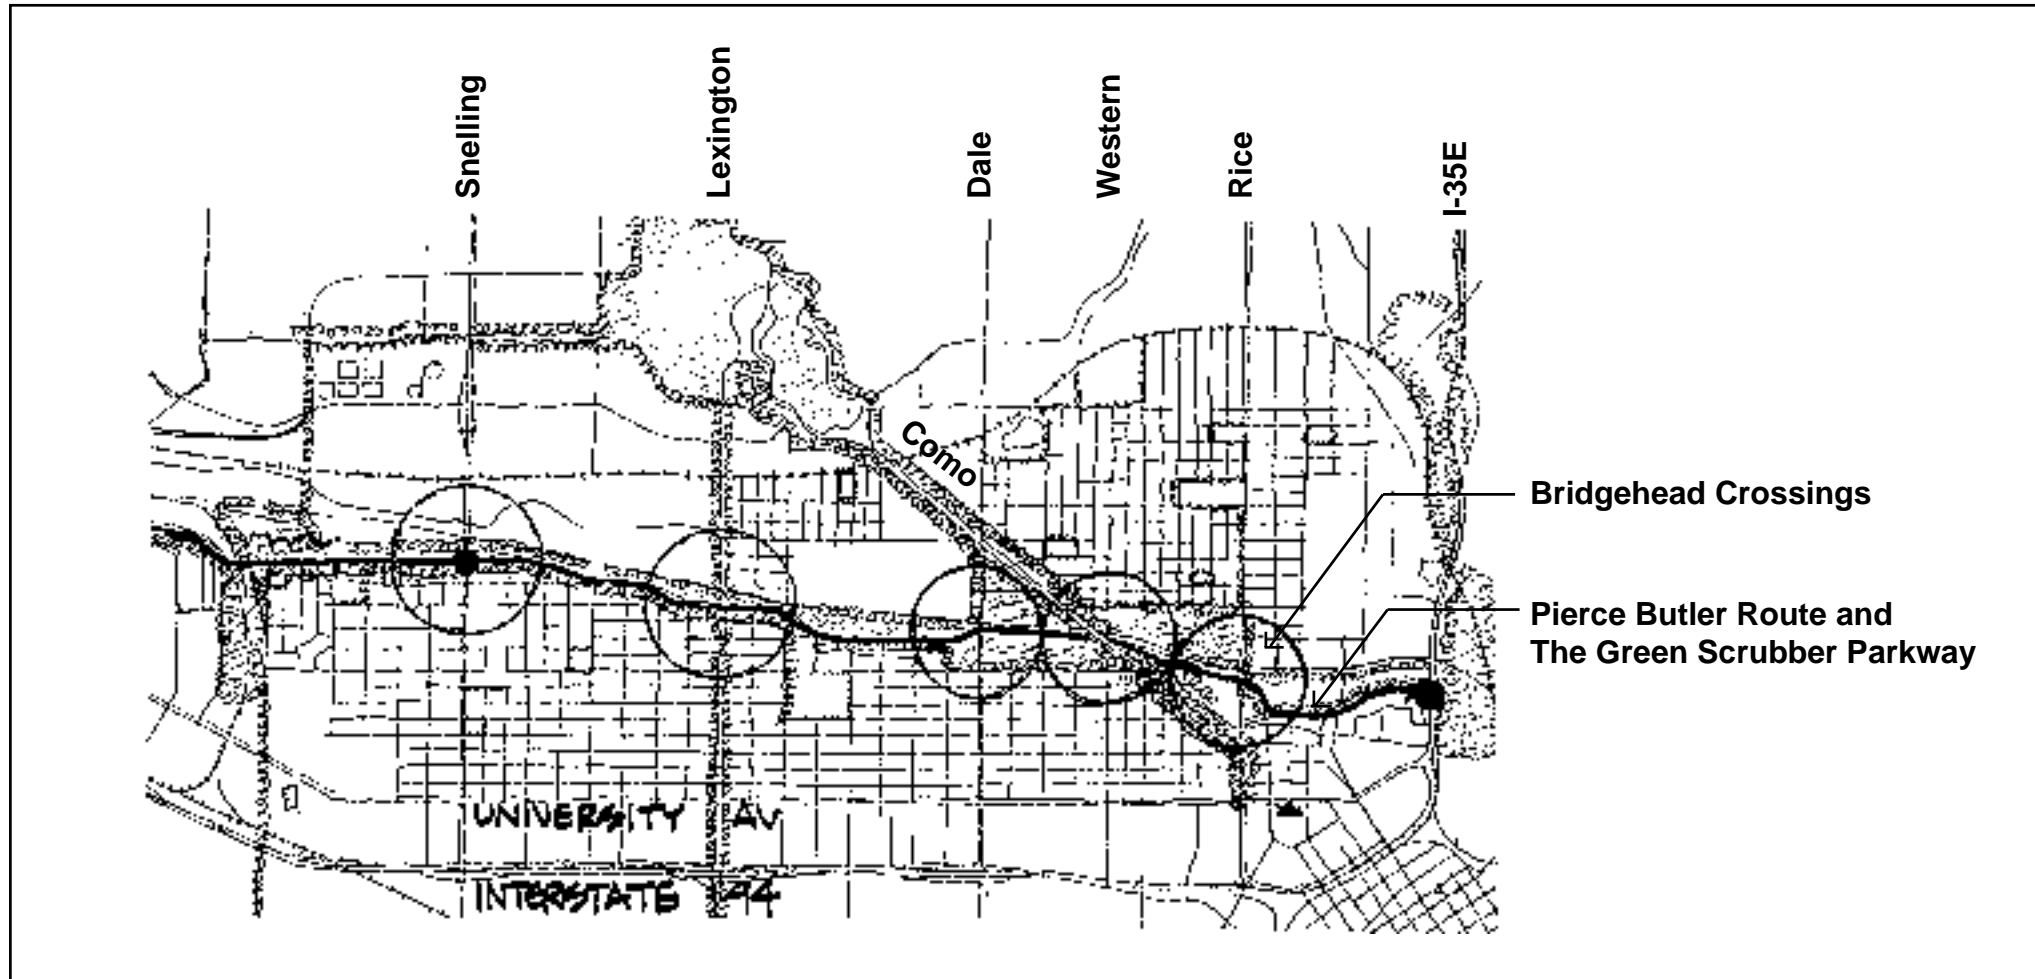 Snelling
Lexington
Dale
Western
Rice
I-35E
Como
Bridgehead Crossings
Pierce Butler Route and
The Green Scrubber Parkway
UNIVERSITY AV
INTERSTATE 94